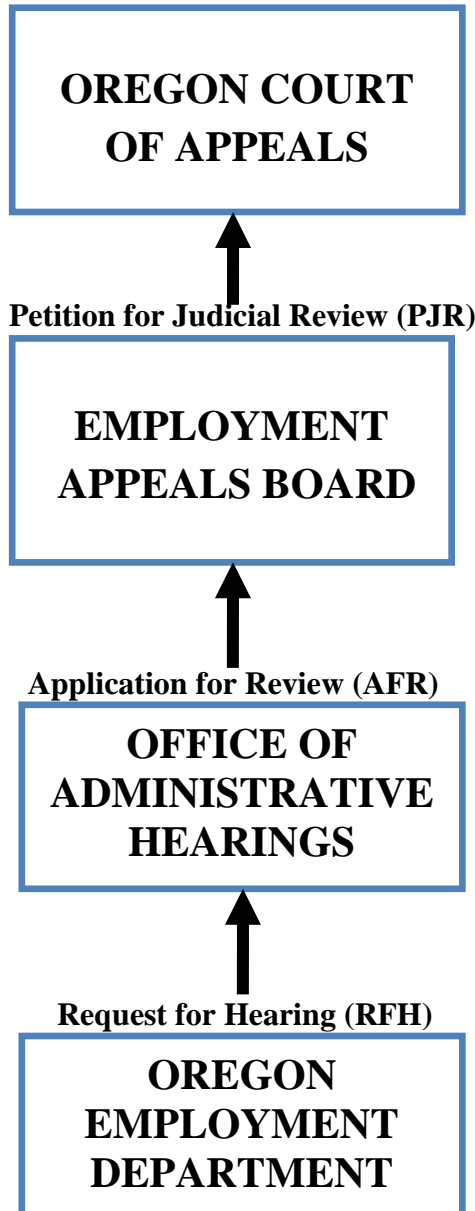 OREGON COURT
OF APPEALS
Petition for Judicial Review (PJR)
EMPLOYMENT
APPEALS BOARD
Application for Review (AFR)
OFFICE OF
ADMINISTRATIVE
HEARINGS
Request for Hearing (RFH)
OREGON
EMPLOYMENT
DEPARTMENT